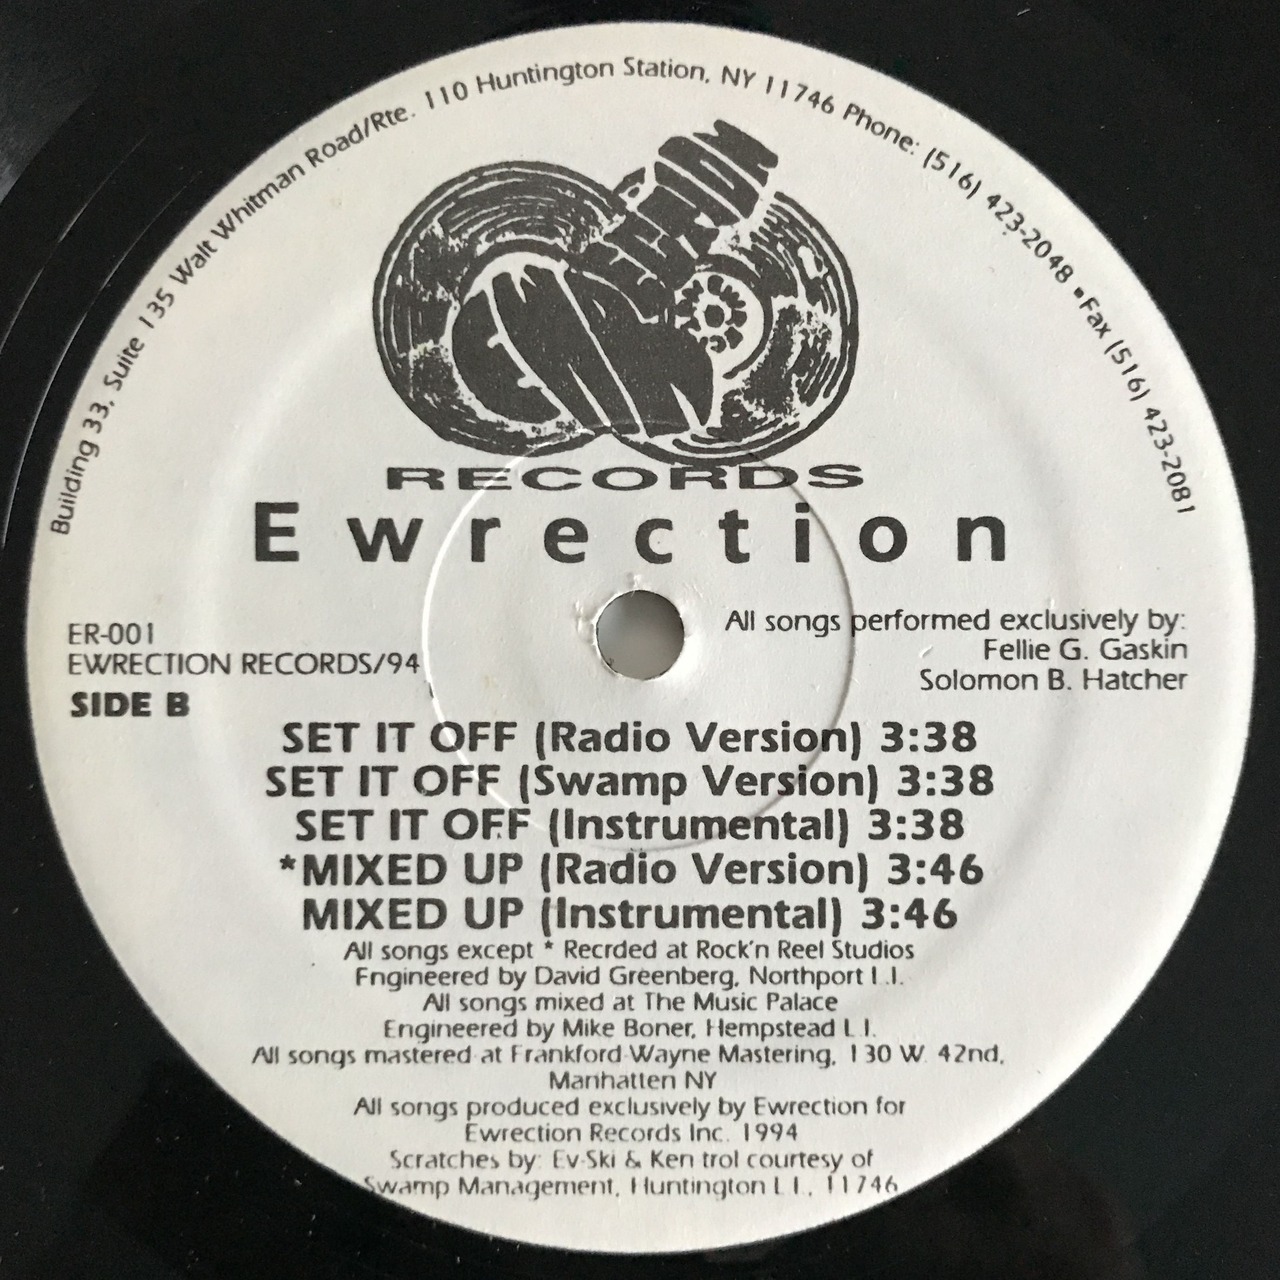 Building 33, Suite 135 Walt Whitman Road/Rte. 110 Huntington Station, NY 11746 Phone: (516) 423-2048 • Fax (516) 423-2081
RECORDS
Ewrection
ER-001
EWRECTION RECORDS/94
SIDE B
All songs performed exclusively by:
Fellie G. Gaskin
Solomon B. Hatcher
SET IT OFF (Radio Version) 3:38
SET IT OFF (Swamp Version) 3:38
SET IT OFF (Instrumental) 3:38
*MIXED UP (Radio Version) 3:46
MIXED UP (Instrumental) 3:46
All songs except * Recrded at Rock'n Reel Studios
Engineered by David Greenberg, Northport L.I.
All songs mixed at The Music Palace
Engineered by Mike Boner, Hempstead L.I.
All songs mastered at Frankford-Wayne Mastering, 130 W. 42nd,
Manhatten NY
All songs produced exclusively by Ewrection for
Ewrection Records Inc. 1994
Scratches by: Ev-Ski & Ken trol courtesy of
Swamp Management, Huntington L.I., 11746